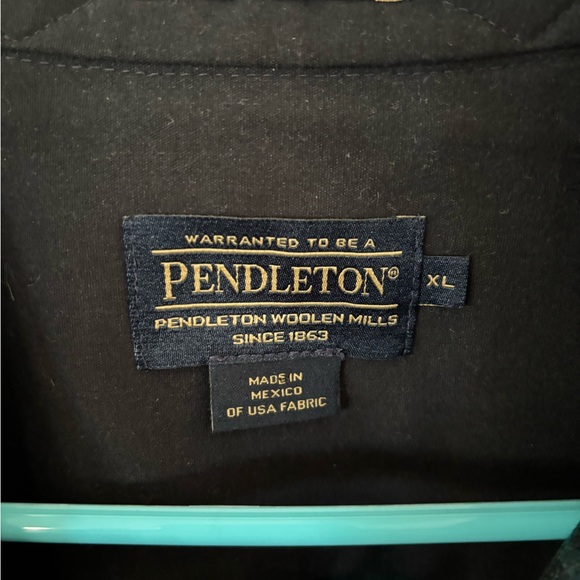 WARRANTED TO BE A
PENDLETON®
XL
PENDLETON WOOLEN MILLS
SINCE 1863
MADE IN
MEXICO
OF USA FABRIC